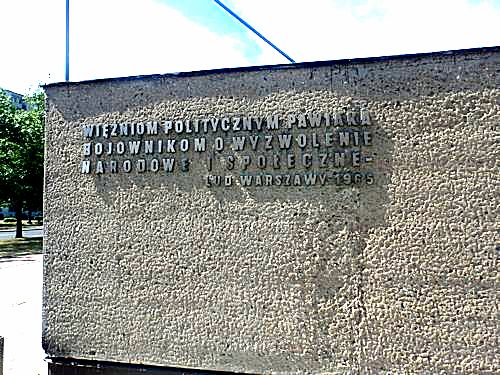 WIĘŹNIOM POLITYCZNYM PAWIAKA
BOJOWNIKOM O WYZWOLENIE
NARODOWE I SPOŁECZNE-
LUD WARSZAWY-1965